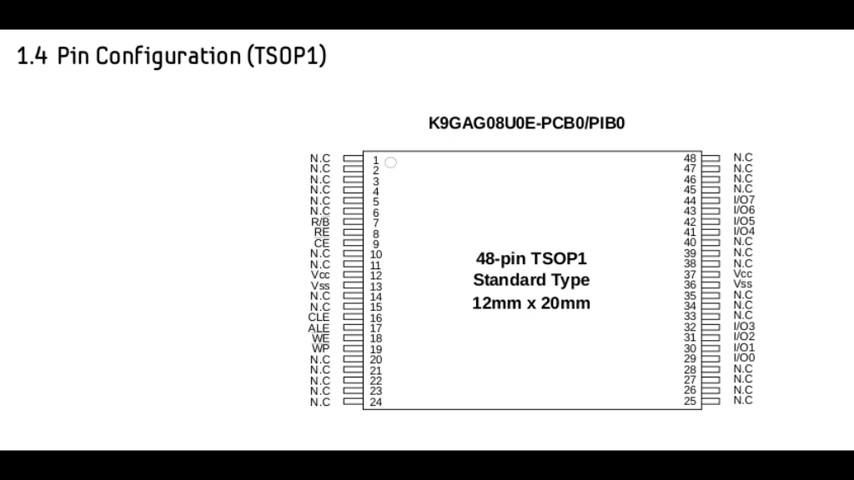 1.4 Pin Configuration (TSOP1)
K9GAG08U0E-PCB0/PIB0
N.C 1
N.C 2
N.C 3
N.C 4
N.C 5
N.C 6
R/B 7
RE 8
CE 9
N.C 10
N.C 11
Vcc 12
Vss 13
N.C 14
N.C 15
CLE 16
ALE 17
WE 18
WP 19
N.C 20
N.C 21
N.C 22
N.C 23
N.C 24
48-pin TSOP1
Standard Type
12mm x 20mm
48 N.C
47 N.C
46 N.C
45 N.C
44 I/O7
43 I/O6
42 I/O5
41 I/O4
40 N.C
39 N.C
38 N.C
37 Vcc
36 Vss
35 N.C
34 N.C
33 N.C
32 I/O3
31 I/O2
30 I/O1
29 I/O0
28 N.C
27 N.C
26 N.C
25 N.C